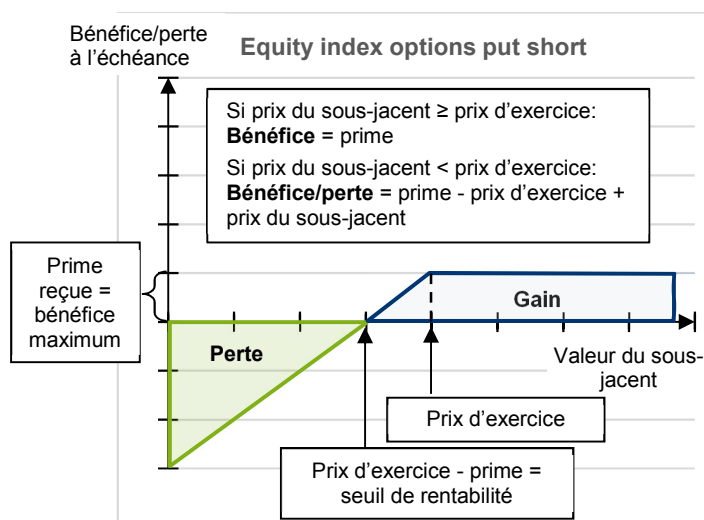 Bénéfice/perte
à l'échéance
Equity index options put short
Si prix du sous-jacent ≥ prix d'exercice:
Bénéfice = prime
Si prix du sous-jacent < prix d'exercice:
Bénéfice/perte = prime - prix d'exercice +
prix du sous-jacent
Prime
reçue =
bénéfice
maximum
Gain
Perte
Valeur du sous-
jacent
Prix d'exercice
Prix d'exercice - prime =
seuil de rentabilité